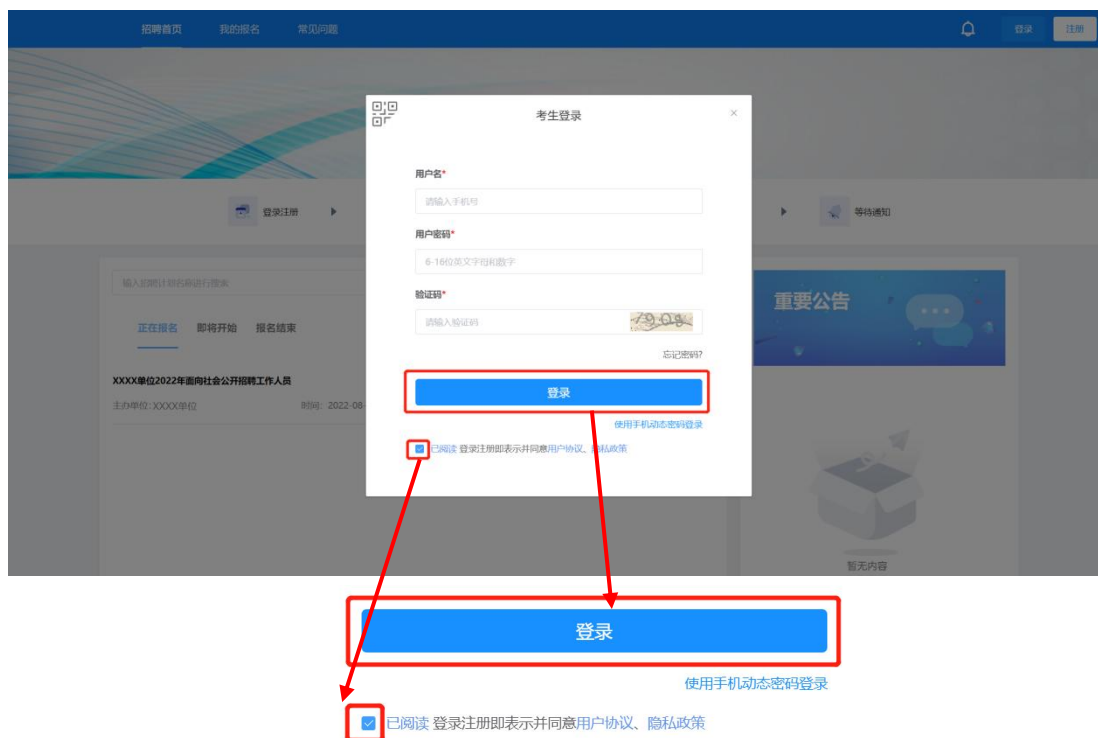 招聘首页 我的报名 常见问题 登录 注册
考生登录 ×
用户名*
请输入手机号
登录注册 等待通知
用户密码*
6-16位英文字母和数字
输入招聘计划名称进行搜索
验证码*
请输入验证码 7908
重要公告
正在报名 即将开始 报名结束
忘记密码?
XXXX单位2022年面向社会公开招聘工作人员
登录
主办单位: XXXX单位 时间: 2022-08
使用手机动态密码登录
已阅读 登录注册即表示并同意用户协议、隐私政策
暂无内容
登录
使用手机动态密码登录
已阅读 登录注册即表示并同意用户协议、隐私政策